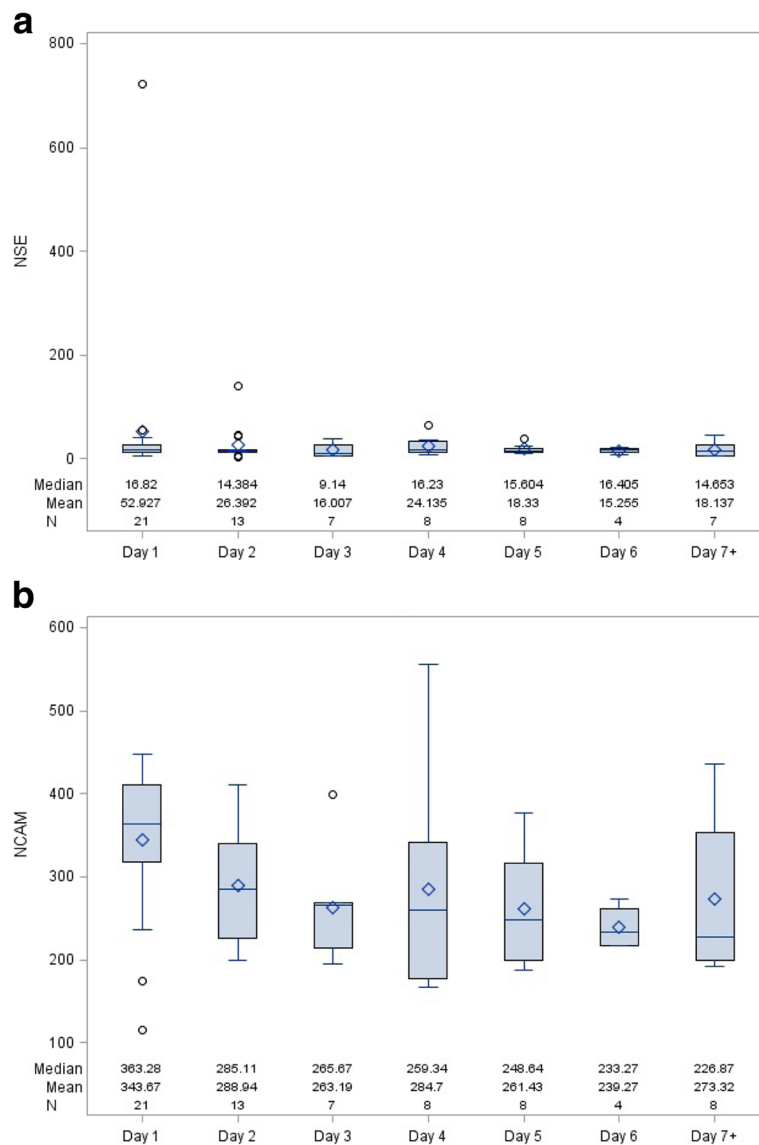 a
800
600
400
200
0
NSE
Median 16.82 14.384 9.14 16.23 15.604 16.405 14.653
Mean 52.927 26.392 16.007 24.135 18.33 15.255 18.137
N 21 13 7 8 8 4 7
Day 1 Day 2 Day 3 Day 4 Day 5 Day 6 Day 7+
b
600
500
400
300
200
100
NCAM
Median 363.28 285.11 265.67 259.34 248.64 233.27 226.87
Mean 343.67 288.94 263.19 284.7 261.43 239.27 273.32
N 21 13 7 8 8 4 8
Day 1 Day 2 Day 3 Day 4 Day 5 Day 6 Day 7+